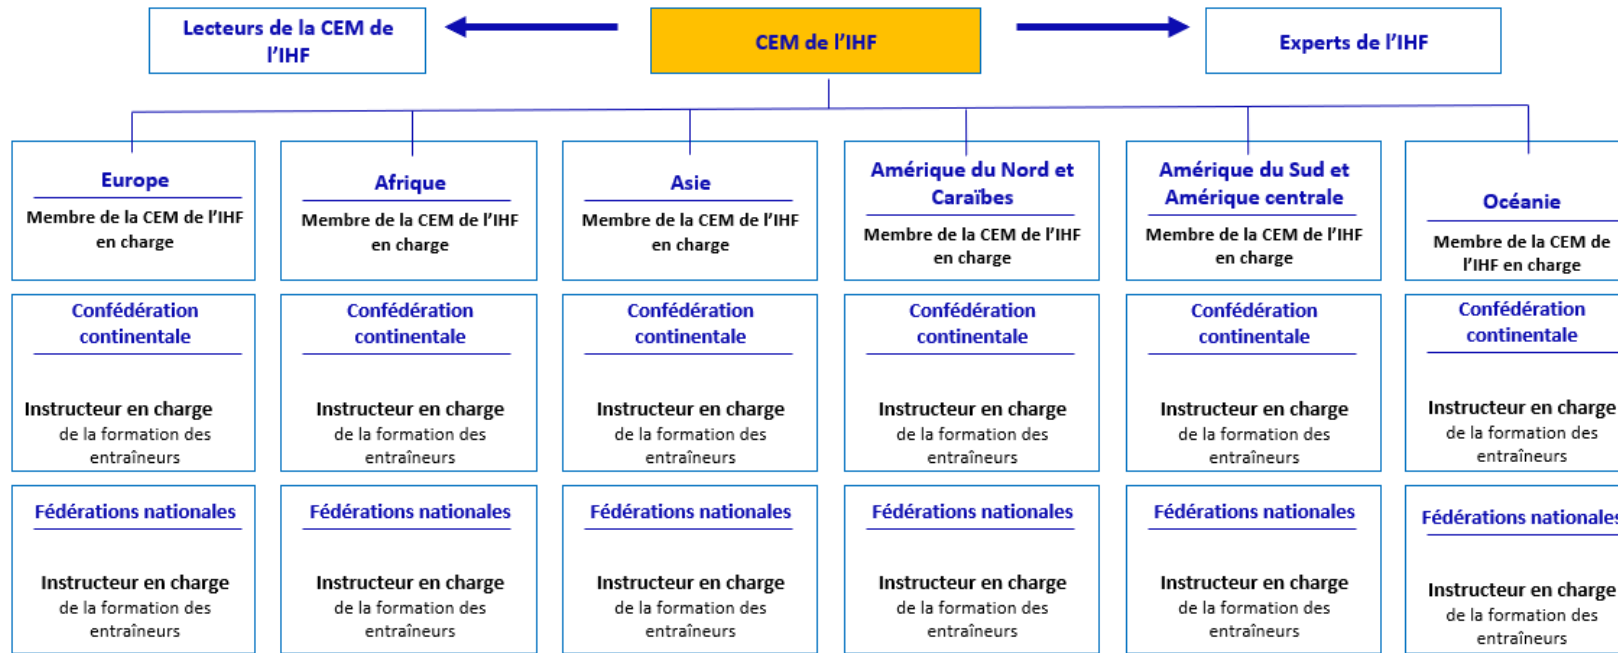 Lecteurs de la CEM de
l’IHF
CEM de l’IHF
Experts de l’IHF
Europe
Membre de la CEM de l’IHF
en charge
Afrique
Membre de la CEM de l’IHF
en charge
Asie
Membre de la CEM de l’IHF
en charge
Amérique du Nord et
Caraïbes
Membre de la CEM de l’IHF
en charge
Amérique du Sud et
Amérique centrale
Membre de la CEM de l’IHF
en charge
Océanie
Membre de la CEM de
l’IHF en charge
Confédération
continentale
Instructeur en charge
de la formation des
entraîneurs
Confédération
continentale
Instructeur en charge
de la formation des
entraîneurs
Confédération
continentale
Instructeur en charge
de la formation des
entraîneurs
Confédération
continentale
Instructeur en charge
de la formation des
entraîneurs
Confédération
continentale
Instructeur en charge
de la formation des
entraîneurs
Confédération
continentale
Instructeur en charge
de la formation des
entraîneurs
Fédérations nationales
Instructeur en charge
de la formation des
entraîneurs
Fédérations nationales
Instructeur en charge
de la formation des
entraîneurs
Fédérations nationales
Instructeur en charge
de la formation des
entraîneurs
Fédérations nationales
Instructeur en charge
de la formation des
entraîneurs
Fédérations nationales
Instructeur en charge
de la formation des
entraîneurs
Fédérations nationales
Instructeur en charge
de la formation des
entraîneurs